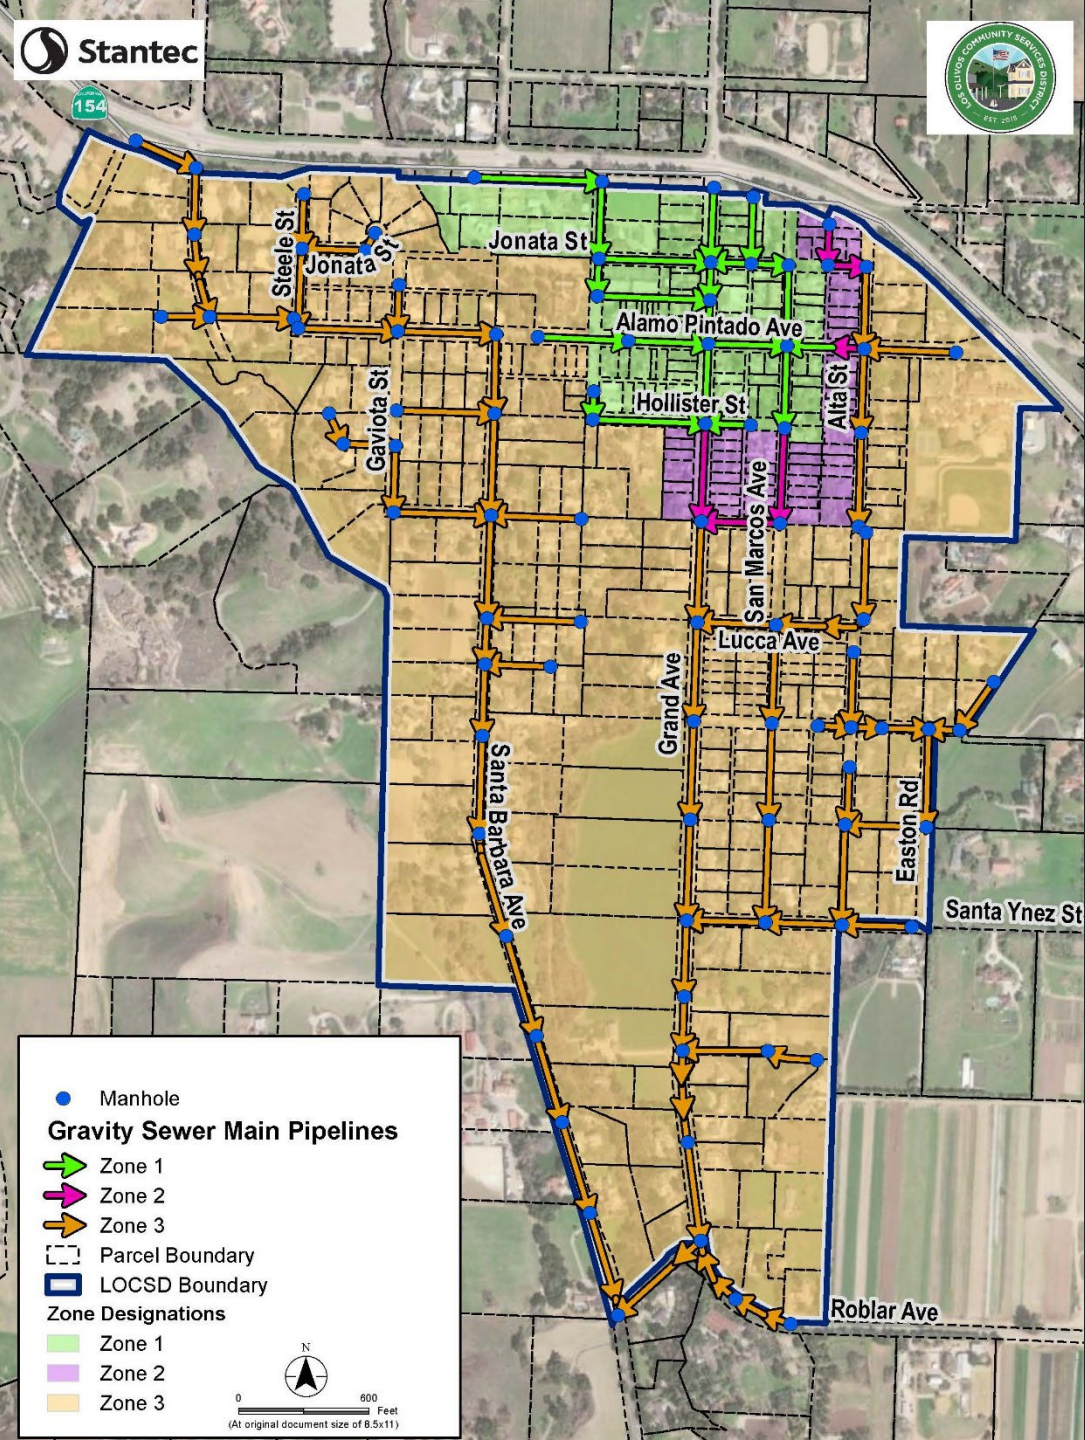 Stantec
LOS OLIVOS COMMUNITY SERVICES DISTRICT
EST. 2018
CALIFORNIA
154
Steele St
Jonata St
Jonata St
Alamo Pintado Ave
Gaviota St
Hollister St
Alta St
San Marcos Ave
Lucca Ave
Grand Ave
Santa Barbara Ave
Easton Rd
Santa Ynez St
Roblar Ave
Manhole
Gravity Sewer Main Pipelines
Zone 1
Zone 2
Zone 3
Parcel Boundary
LOCSD Boundary
Zone Designations
Zone 1
Zone 2
Zone 3
N
0 600
Feet
(At original document size of 8.5x11)